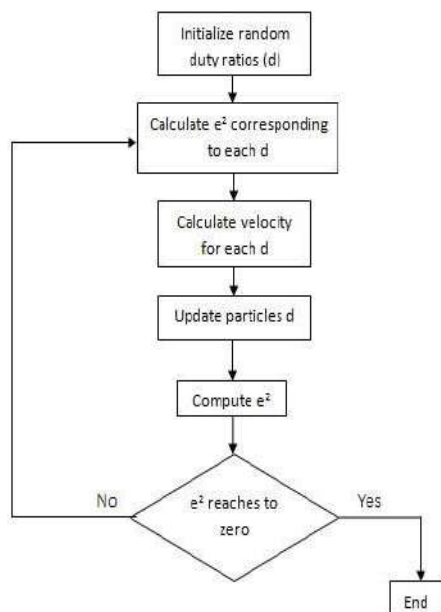 Initialize random
duty ratios (d)
Calculate e² corresponding
to each d
Calculate velocity
for each d
Update particles d
Compute e²
No
e² reaches to
zero
Yes
End